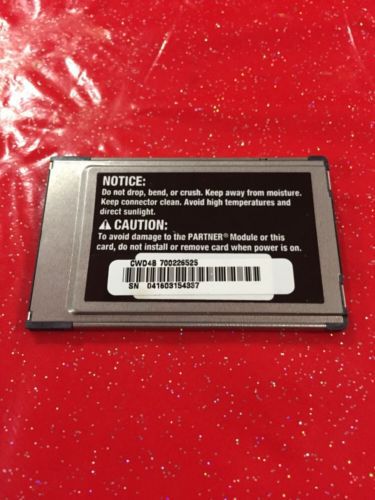 NOTICE:
Do not drop, bend, or crush. Keep away from moisture.
Keep connector clean. Avoid high temperatures and
direct sunlight.
⚠ CAUTION:
To avoid damage to the PARTNER® Module or this
card, do not install or remove card when power is on.
CWD4B 700226525
SN 041603154337